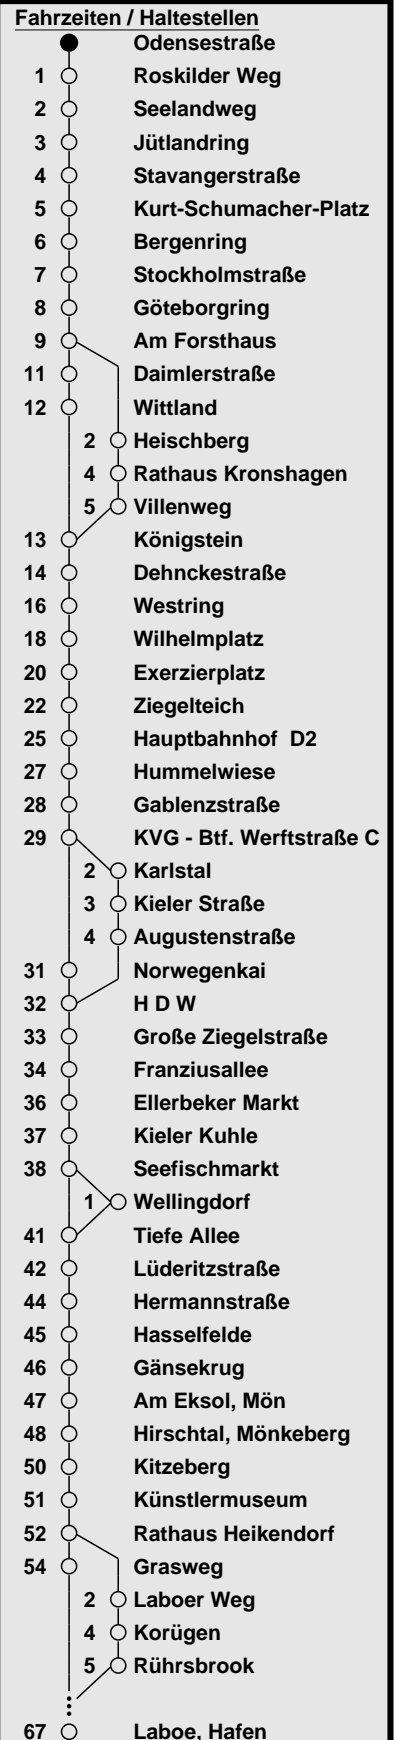 Fahrzeiten / Haltestellen
Odensestraße
1 Roskilder Weg
2 Seelandweg
3 Jütlandring
4 Stavangerstraße
5 Kurt-Schumacher-Platz
6 Bergenring
7 Stockholmstraße
8 Göteborgring
9 Am Forsthaus
11 Daimlerstraße
12 Wittland
2 Heischberg
4 Rathaus Kronshagen
5 Villenweg
13 Königstein
14 Dehnckestraße
16 Westring
18 Wilhelmplatz
20 Exerzierplatz
22 Ziegelteich
25 Hauptbahnhof D2
27 Hummelwiese
28 Gablenzstraße
29 KVG - Btf. Werftstraße C
2 Karlstal
3 Kieler Straße
4 Augustenstraße
31 Norwegenkai
32 H D W
33 Große Ziegelstraße
34 Franziusallee
36 Ellerbeker Markt
37 Kieler Kuhle
38 Seefischmarkt
1 Wellingdorf
41 Tiefe Allee
42 Lüderitzstraße
44 Hermannstraße
45 Hasselfelde
46 Gänsekrug
47 Am Eksol, Mön
48 Hirschtal, Mönkeberg
50 Kitzeberg
51 Künstlermuseum
52 Rathaus Heikendorf
54 Grasweg
2 Laboer Weg
4 Korügen
5 Rührsbrook
67 Laboe, Hafen